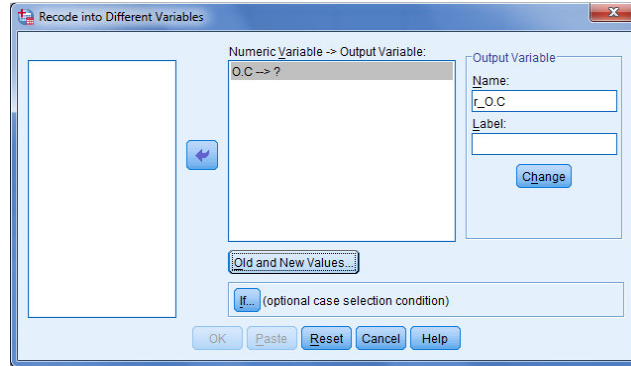 Recode into Different Variables
Numeric Variable -> Output Variable:
O.C --> ?
Output Variable
Name:
r_O.C
Label:
Change
Old and New Values...
If... (optional case selection condition)
OK Paste Reset Cancel Help